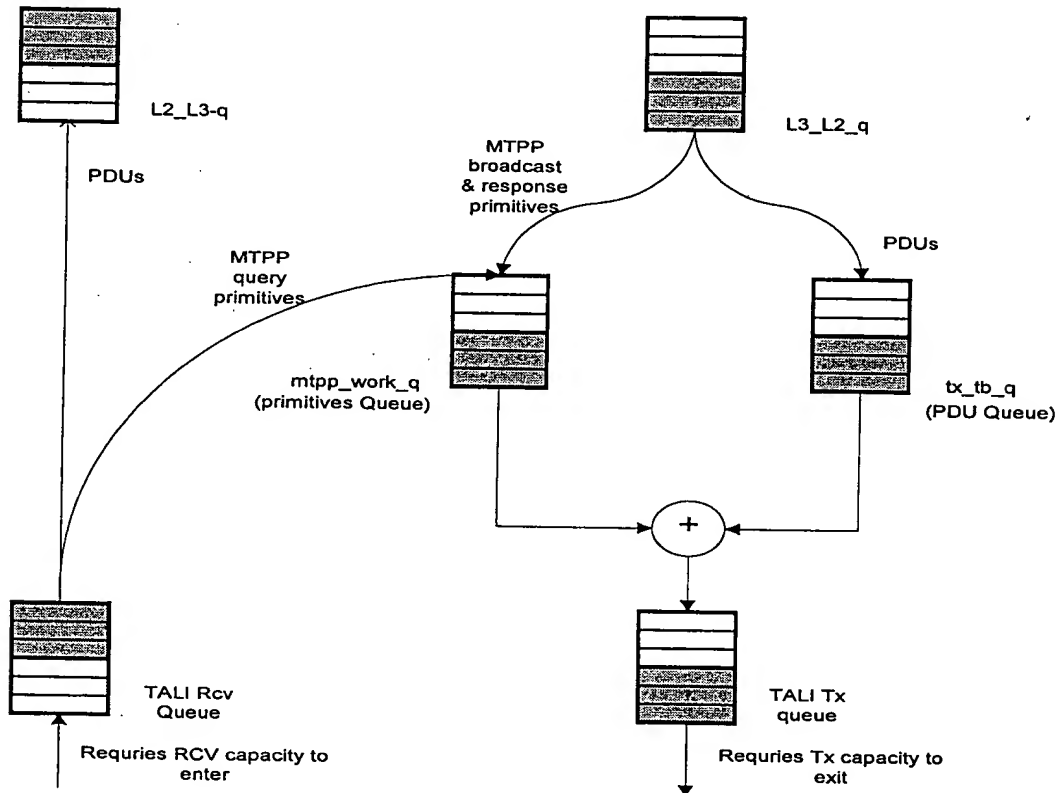 L2_L3-q
L3_L2_q
PDUs
MTPP
broadcast
& response
primitives
PDUs
MTPP
query
primitives
mtpp_work_q
(primitives Queue)
tx_tb_q
(PDU Queue)
+
TALI Rcv
Queue
TALI Tx
queue
Requries RCV capacity to
enter
Requries Tx capacity to
exit